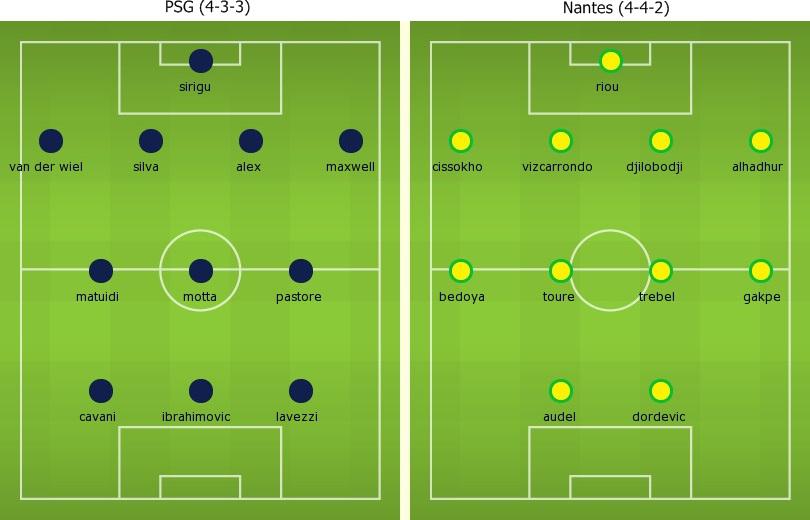 PSG (4-3-3)
sirigu
van der wiel silva alex maxwell
matuidi motta pastore
cavani ibrahimovic lavezzi
Nantes (4-4-2)
riou
cissokho vizcarrondo djilobodji alhadhur
bedoya toure trebel gakpe
audel dordevic